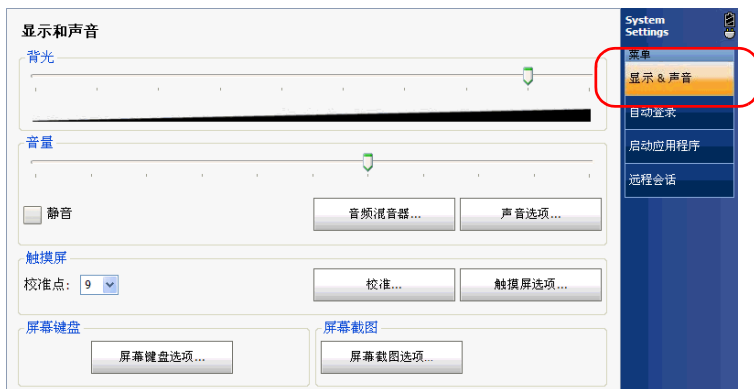 显示和声音
背光
音量
静音
音频混音器...
声音选项...
触摸屏
校准点: 9
校准...
触摸屏选项...
屏幕键盘
屏幕键盘选项...
屏幕截图
屏幕截图选项...
System
Settings
菜单
显示 & 声音
自动登录
启动应用程序
远程会话